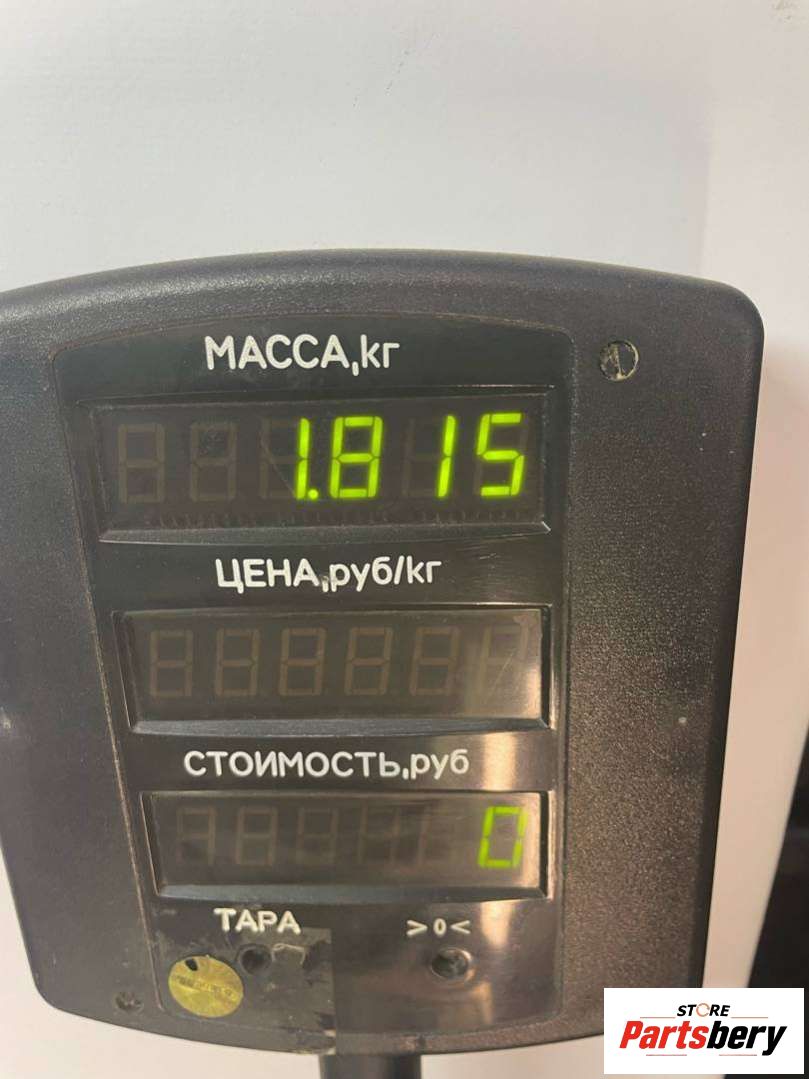 МАССА,кг
1.815
ЦЕНА,руб/кг
СТОИМОСТЬ,руб
0
ТАРА >0<
STORE
Partsbery